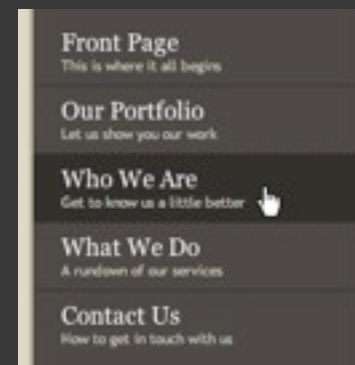 Front Page
This is where it all begins
Our Portfolio
Let us show you our work
Who We Are
Get to know us a little better
What We Do
A rundown of our services
Contact Us
How to get in touch with us